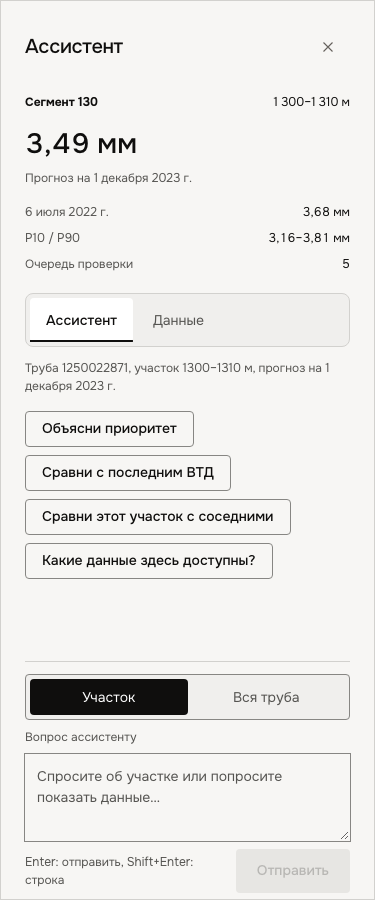 Ассистент
Сегмент 130
1 300–1 310 м
3,49 мм
Прогноз на 1 декабря 2023 г.
6 июля 2022 г.
3,68 мм
P10 / P90
3,16–3,81 мм
Очередь проверки
5
Ассистент
Данные
Труба 1250022871, участок 1300–1310 м, прогноз на 1
декабря 2023 г.
Объясни приоритет
Сравни с последним ВТД
Сравни этот участок с соседними
Какие данные здесь доступны?
Участок
Вся труба
Вопрос ассистенту
Спросите об участке или попросите
показать данные…
Enter: отправить, Shift+Enter:
строка
Отправить